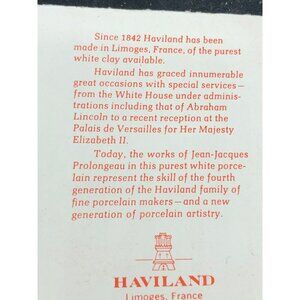 Since 1842 Haviland has been
made in Limoges, France, of the purest
white clay available.
Haviland has graced innumerable
great occasions with special services—
from the White House under admini-
strations including that of Abraham
Lincoln to a recent reception at the
Palais de Versailles for Her Majesty
Elizabeth II.
Today, the works of Jean-Jacques
Prolongeau in this purest white porce-
lain represent the skill of the fourth
generation of the Haviland family of
fine porcelain makers—and a new
generation of porcelain artistry.
HAVILAND
Limoges, France